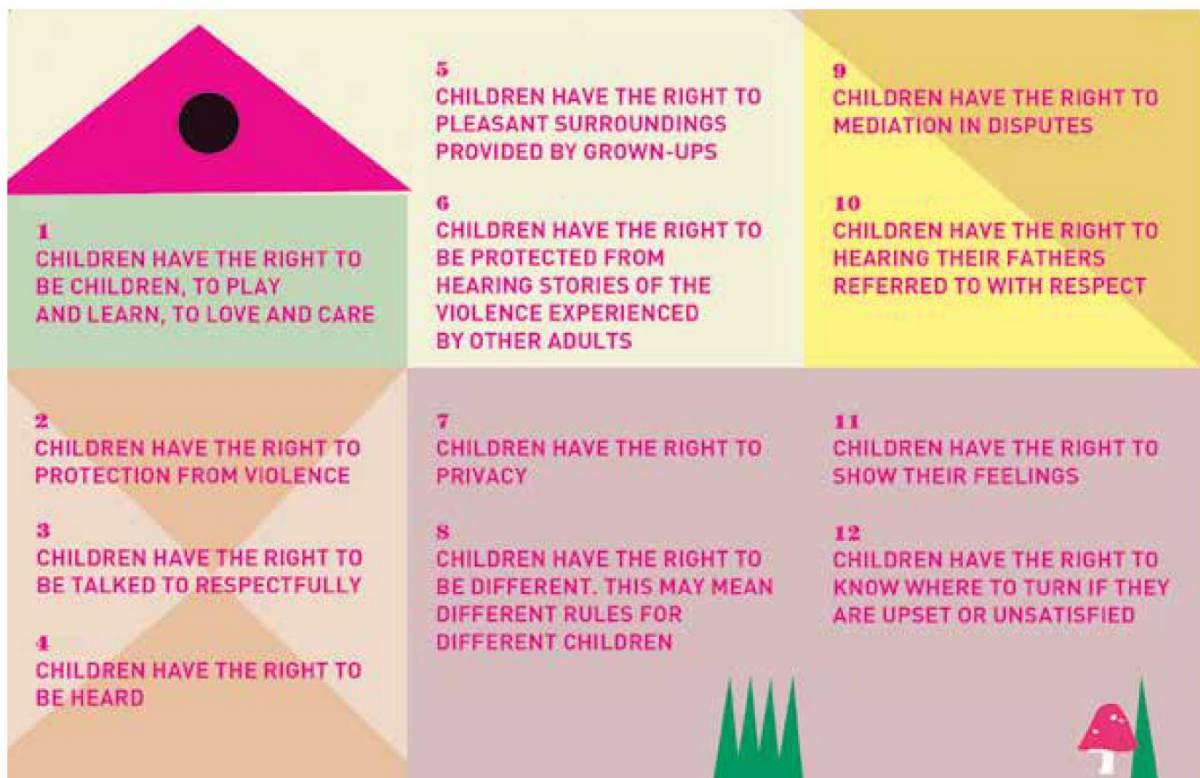 1
CHILDREN HAVE THE RIGHT TO
BE CHILDREN, TO PLAY
AND LEARN, TO LOVE AND CARE
2
CHILDREN HAVE THE RIGHT TO
PROTECTION FROM VIOLENCE
3
CHILDREN HAVE THE RIGHT TO
BE TALKED TO RESPECTFULLY
4
CHILDREN HAVE THE RIGHT TO
BE HEARD
5
CHILDREN HAVE THE RIGHT TO
PLEASANT SURROUNDINGS
PROVIDED BY GROWN-UPS
6
CHILDREN HAVE THE RIGHT TO
BE PROTECTED FROM
HEARING STORIES OF THE
VIOLENCE EXPERIENCED
BY OTHER ADULTS
7
CHILDREN HAVE THE RIGHT TO
PRIVACY
8
CHILDREN HAVE THE RIGHT TO
BE DIFFERENT. THIS MAY MEAN
DIFFERENT RULES FOR
DIFFERENT CHILDREN
9
CHILDREN HAVE THE RIGHT TO
MEDIATION IN DISPUTES
10
CHILDREN HAVE THE RIGHT TO
HEARING THEIR FATHERS
REFERRED TO WITH RESPECT
11
CHILDREN HAVE THE RIGHT TO
SHOW THEIR FEELINGS
12
CHILDREN HAVE THE RIGHT TO
KNOW WHERE TO TURN IF THEY
ARE UPSET OR UNSATISFIED